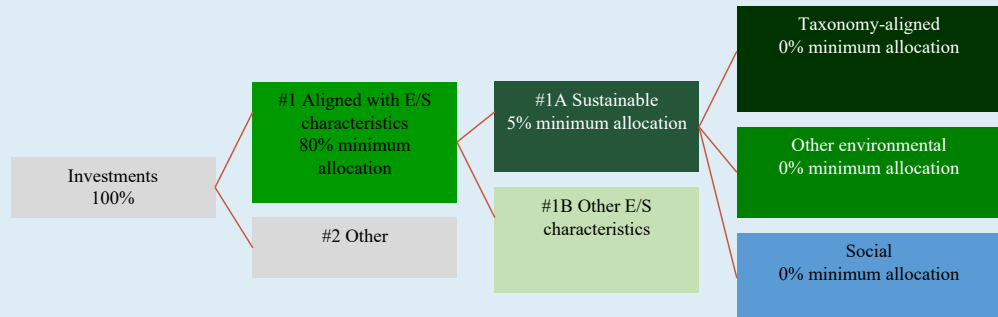 Investments
100%
#1 Aligned with E/S
characteristics
80% minimum
allocation
#2 Other
#1A Sustainable
5% minimum allocation
#1B Other E/S
characteristics
Taxonomy-aligned
0% minimum allocation
Other environmental
0% minimum allocation
Social
0% minimum allocation